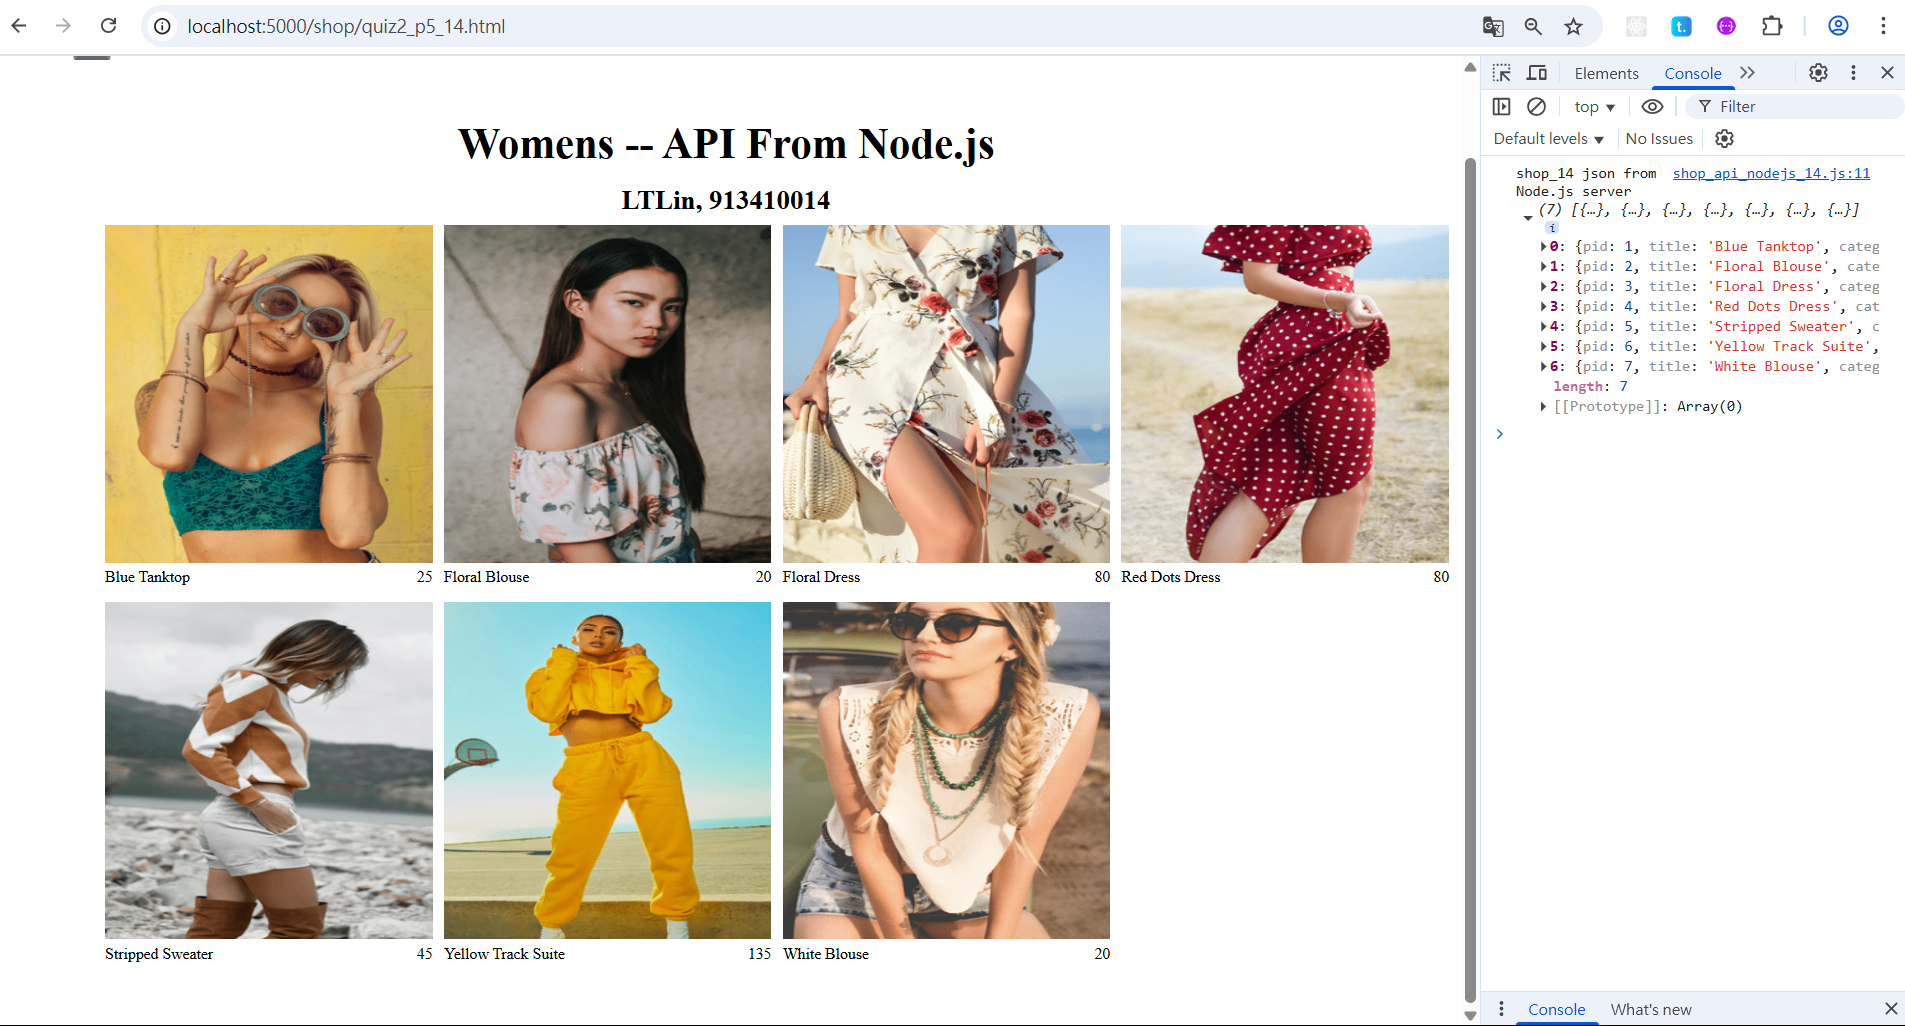 localhost:5000/shop/quiz2_p5_14.html
Elements Console
top Filter
Default levels No Issues
Womens -- API From Node.js
LTLin, 913410014
Blue Tanktop 25
Floral Blouse 20
Floral Dress 80
Red Dots Dress 80
Stripped Sweater 45
Yellow Track Suite 135
White Blouse 20
shop_14 json from shop_api_nodejs_14.js:11
Node.js server
(7) [{…}, {…}, {…}, {…}, {…}, {…}, {…}]
i
0: {pid: 1, title: 'Blue Tanktop', categ
1: {pid: 2, title: 'Floral Blouse', cate
2: {pid: 3, title: 'Floral Dress', categ
3: {pid: 4, title: 'Red Dots Dress', cat
4: {pid: 5, title: 'Stripped Sweater', c
5: {pid: 6, title: 'Yellow Track Suite',
6: {pid: 7, title: 'White Blouse', categ
length: 7
[[Prototype]]: Array(0)
Console What's new